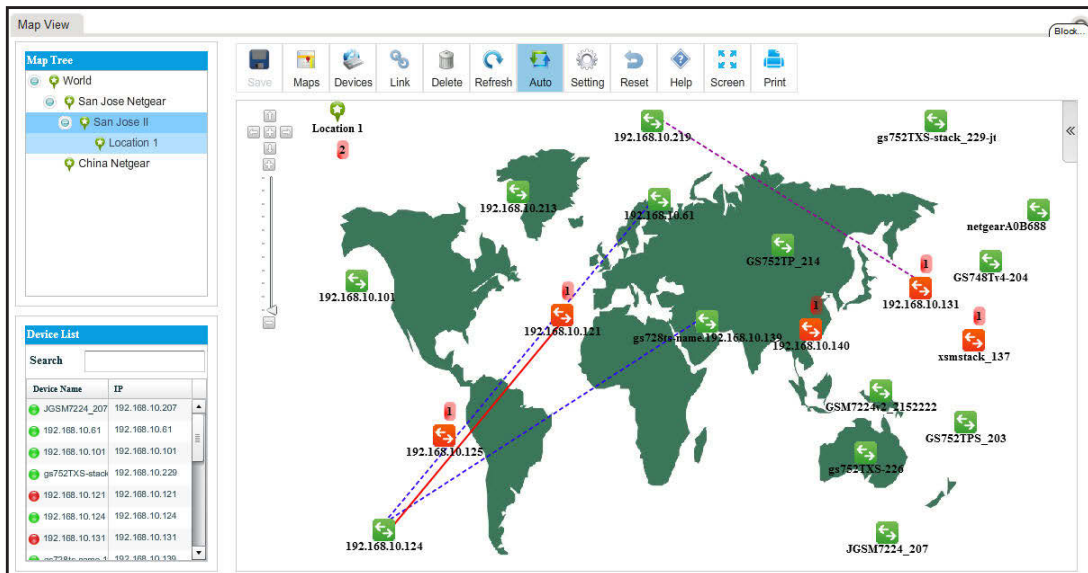 Map View
Block...
Map Tree
World
San Jose Netgear
San Jose II
Location 1
China Netgear
Save Maps Devices Link Delete Refresh Auto Setting Reset Help Screen Print
Location 1
2
192.168.10.219
gs752TXS-stack_229-jt
192.168.10.213
192.168.10.61
netgearA0B688
GS752TP_214
GS748Tv4-204
192.168.10.101
1
192.168.10.131
1
192.168.10.121
1
192.168.10.140
gs728ts-name.192.168.10.139
1
xsmstack_137
GSM7224v2_2152222
1
192.168.10.125
GS752TPS_203
gs752TXS-226
192.168.10.124
JGSM7224_207
Device List
Search
Device Name IP
JGSM7224_207 192.168.10.207
192.168.10.61 192.168.10.61
192.168.10.101 192.168.10.101
gs752TXS-stack 192.168.10.229
192.168.10.121 192.168.10.121
192.168.10.124 192.168.10.124
192.168.10.131 192.168.10.131
gs728ts-name.1 192.168.10.139